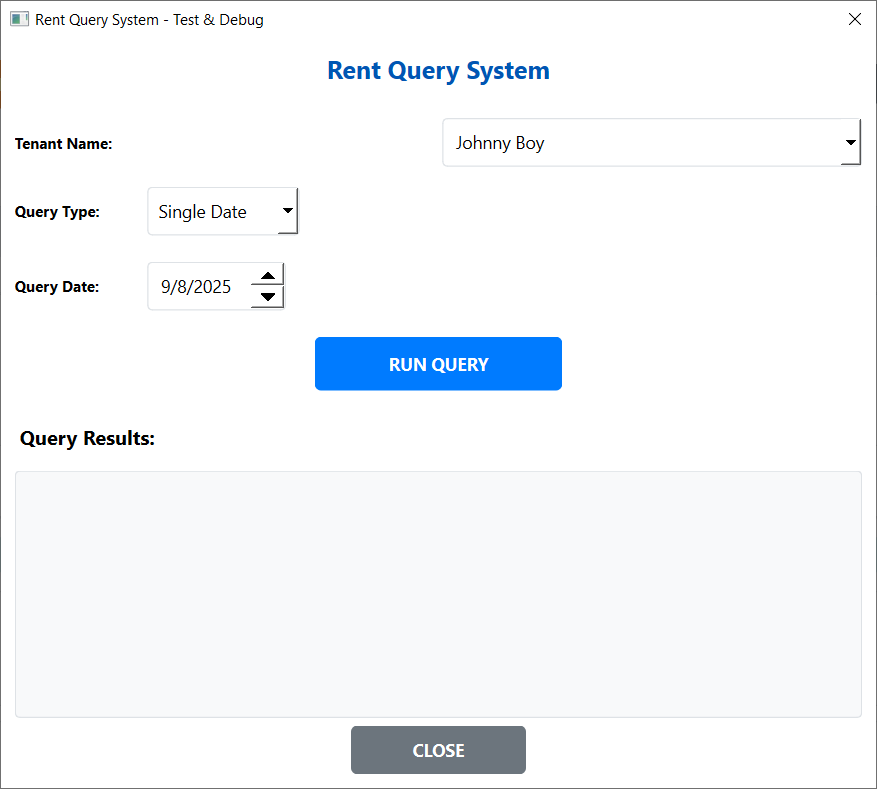 Rent Query System - Test & Debug
Rent Query System
Tenant Name: Johnny Boy
Query Type: Single Date
Query Date: 9/8/2025
RUN QUERY
Query Results:
CLOSE